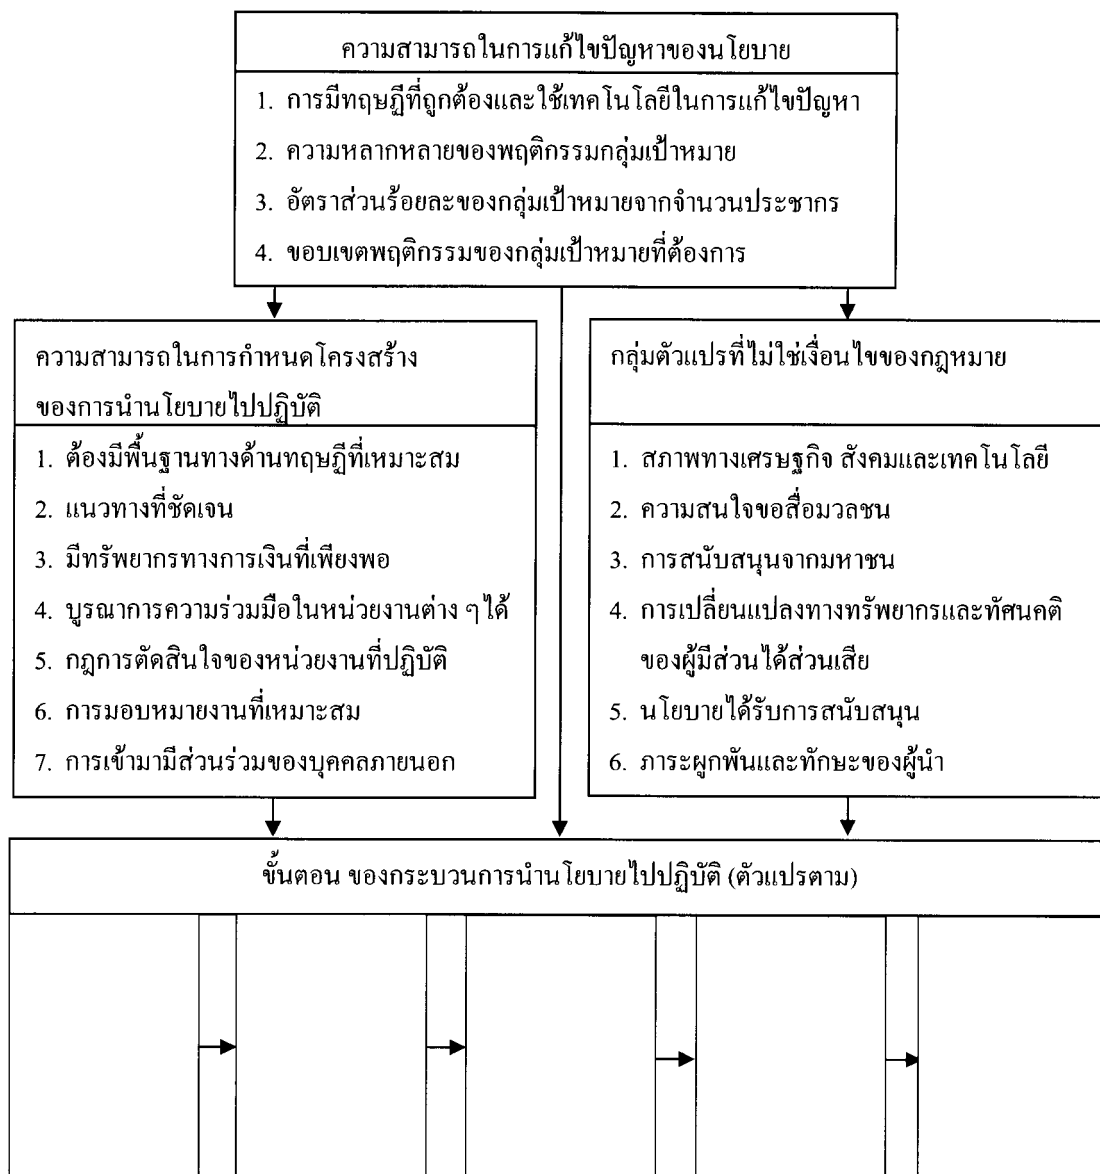 ความสามารถในการแก้ไขปัญหาของนโยบาย
1. การมีทฤษฏีที่ถูกต้องและใช้เทคโนโลยีในการแก้ไขปัญหา
2. ความหลากหลายของพฤติกรรมกลุ่มเป้าหมาย
3. อัตราส่วนร้อยละของกลุ่มเป้าหมายจากจำนวนประชากร
4. ขอบเขตพฤติกรรมของกลุ่มเป้าหมายที่ต้องการ
ความสามารถในการกำหนดโครงสร้าง
ของการนำนโยบายไปปฏิบัติ
1. ต้องมีพื้นฐานทางด้านทฤษฎีที่เหมาะสม
2. แนวทางที่ชัดเจน
3. มีทรัพยากรทางการเงินที่เพียงพอ
4. บูรณาการความร่วมมือในหน่วยงานต่าง ๆ ได้
5. กฎการตัดสินใจของหน่วยงานที่ปฏิบัติ
6. การมอบหมายงานที่เหมาะสม
7. การเข้ามามีส่วนร่วมของบุคคลภายนอก
กลุ่มตัวแปรที่ไม่ใช่เงื่อนไขของกฎหมาย
1. สภาพทางเศรษฐกิจ สังคมและเทคโนโลยี
2. ความสนใจขอสื่อมวลชน
3. การสนับสนุนจากมหาชน
4. การเปลี่ยนแปลงทางทรัพยากรและทัศนคติ
ของผู้มีส่วนได้ส่วนเสีย
5. นโยบายได้รับการสนับสนุน
6. ภาระผูกพันและทักษะของผู้นำ
ขั้นตอน ของกระบวนการนำนโยบายไปปฏิบัติ (ตัวแปรตาม)